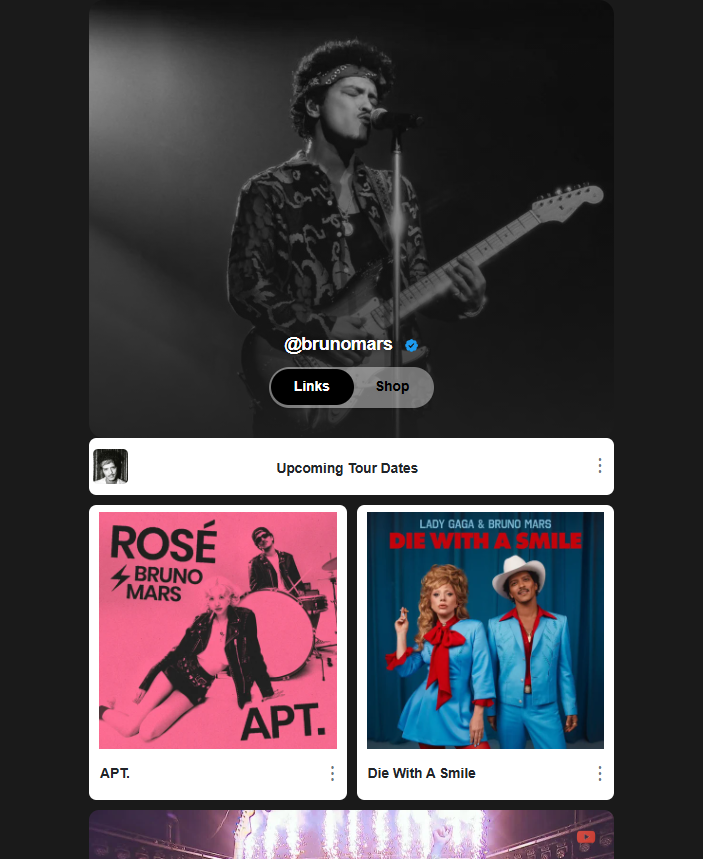 @brunomars
Links
Shop
Upcoming Tour Dates
ROSÉ
BRUNO
MARS
APT.
LADY GAGA & BRUNO MARS
DIE WITH A SMILE
APT.
Die With A Smile